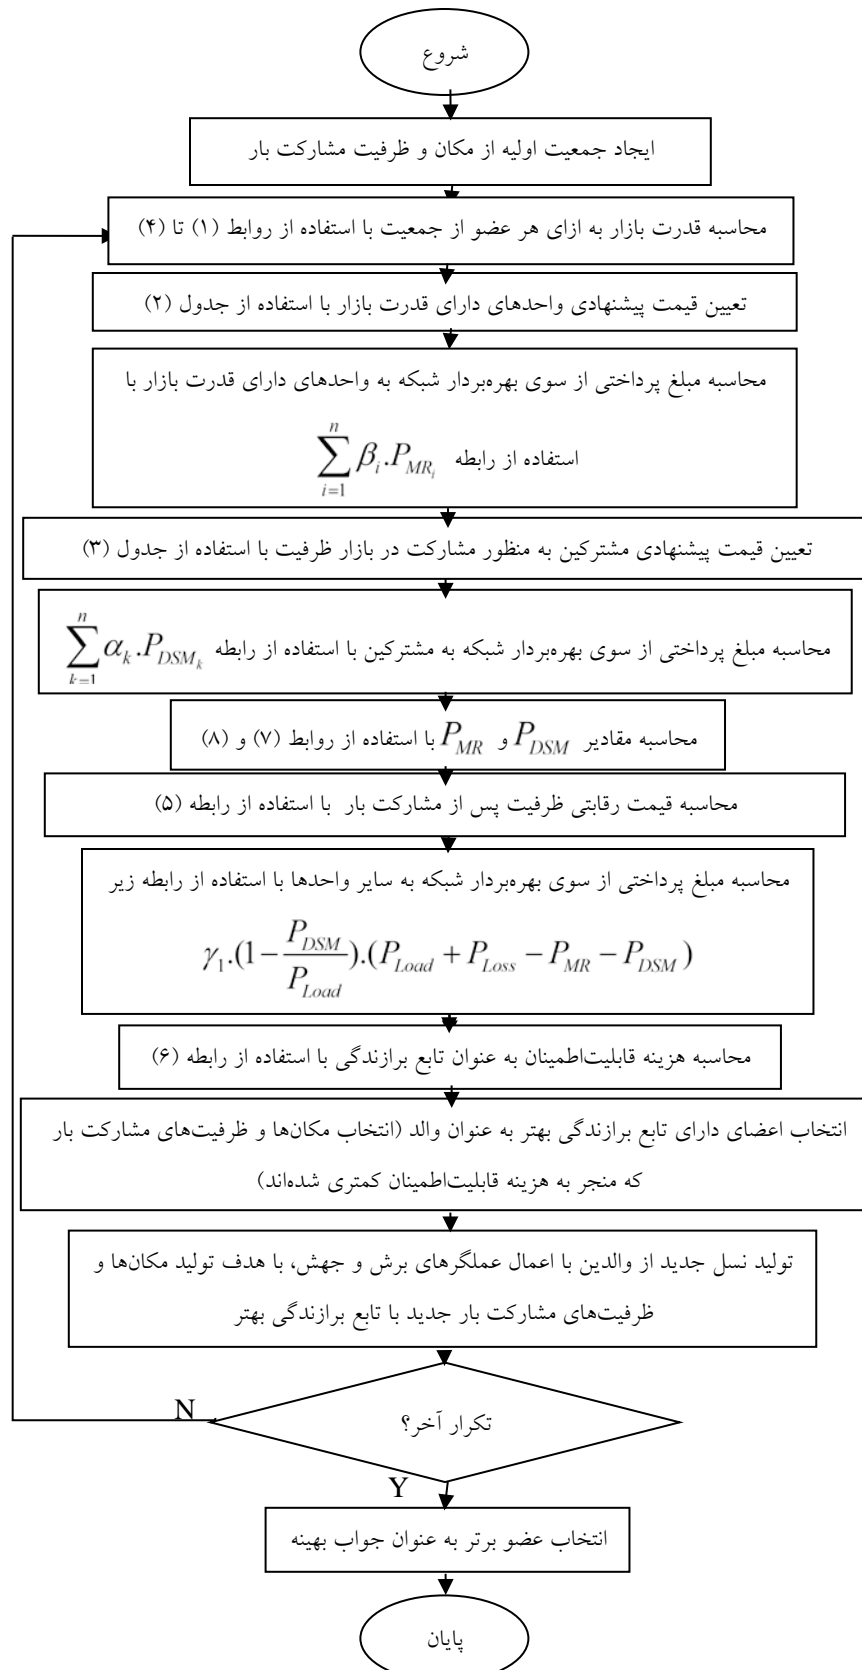 شروع
ایجاد جمعیت اولیه از مکان و ظرفیت مشارکت بار
محاسبه قدرت بازار به ازای هر عضو از جمعیت با استفاده از روابط (۱) تا (۴)
تعیین قیمت پیشنهادی واحدهای دارای قدرت بازار با استفاده از جدول (۲)
محاسبه مبلغ پرداختی از سوی بهره‌بردار شبکه به واحدهای دارای قدرت بازار با
استفاده از رابطه $\sum_{i=1}^{n} \beta_i . P_{MR_i}$
تعیین قیمت پیشنهادی مشترکین به منظور مشارکت در بازار ظرفیت با استفاده از جدول (۳)
محاسبه مبلغ پرداختی از سوی بهره‌بردار شبکه به مشترکین با استفاده از رابطه $\sum_{k=1}^{n} \alpha_k . P_{DSM_k}$
محاسبه مقادیر $P_{DSM}$ و $P_{MR}$ با استفاده از روابط (۷) و (۸)
محاسبه قیمت رقابتی ظرفیت پس از مشارکت بار با استفاده از رابطه (۵)
محاسبه مبلغ پرداختی از سوی بهره‌بردار شبکه به سایر واحدها با استفاده از رابطه زیر
$\gamma_1 . (1 - \frac{P_{DSM}}{P_{Load}}) . (P_{Load} + P_{Loss} - P_{MR} - P_{DSM})$
محاسبه هزینه قابلیت‌اطمینان به عنوان تابع برازندگی با استفاده از رابطه (۶)
انتخاب اعضای دارای تابع برازندگی بهتر به عنوان والد (انتخاب مکان‌ها و ظرفیت‌های مشارکت بار
که منجر به هزینه قابلیت‌اطمینان کمتری شده‌اند)
تولید نسل جدید از والدین با اعمال عملگرهای برش و جهش، با هدف تولید مکان‌ها و
ظرفیت‌های مشارکت بار جدید با تابع برازندگی بهتر
N
تکرار آخر؟
Y
انتخاب عضو برتر به عنوان جواب بهینه
پایان